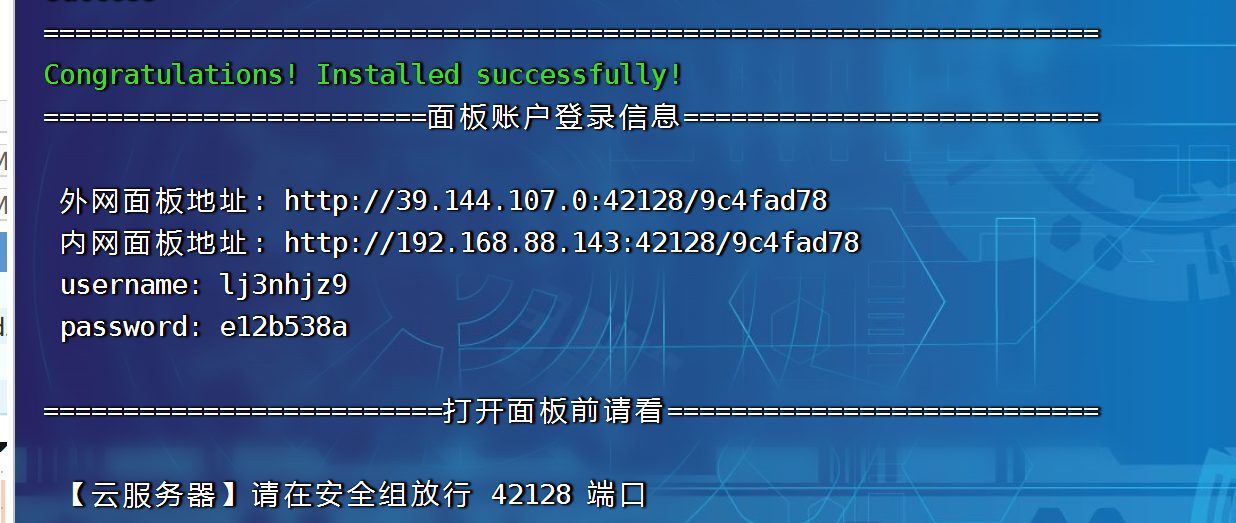 ==================================================================
Congratulations! Installed successfully!
========================面板账户登录信息==========================
外网面板地址: http://39.144.107.0:42128/9c4fad78
内网面板地址: http://192.168.88.143:42128/9c4fad78
username: lj3nhjz9
password: e12b538a
=========================打开面板前请看===========================
【云服务器】请在安全组放行 42128 端口